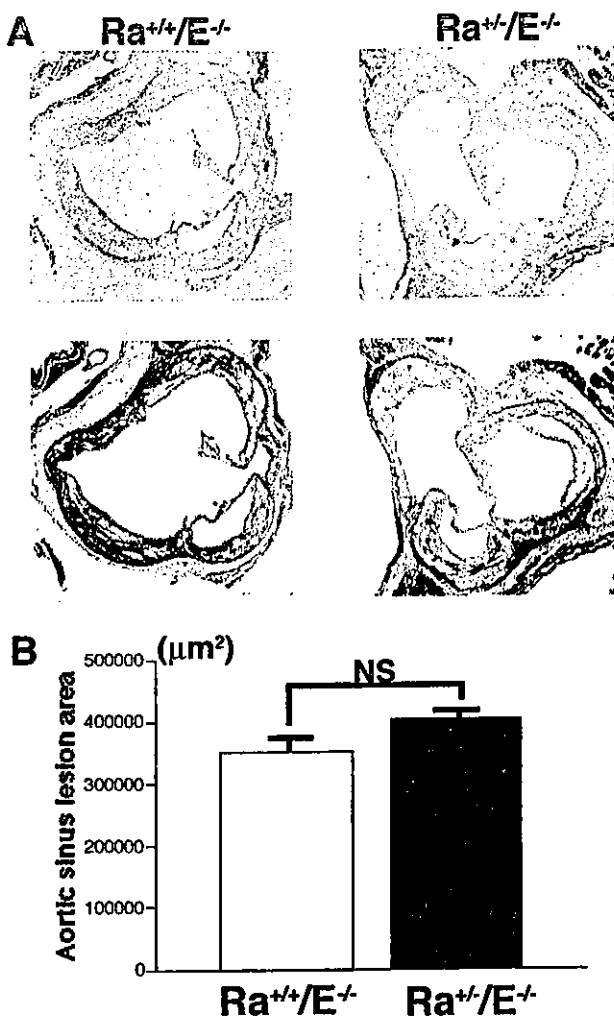 A
Ra+/+/E-/- Ra+/-/E-/-
B (μm²)
NS
Aortic sinus lesion area
500000
400000
300000
200000
100000
0
Ra+/+/E-/- Ra+/-/E-/-